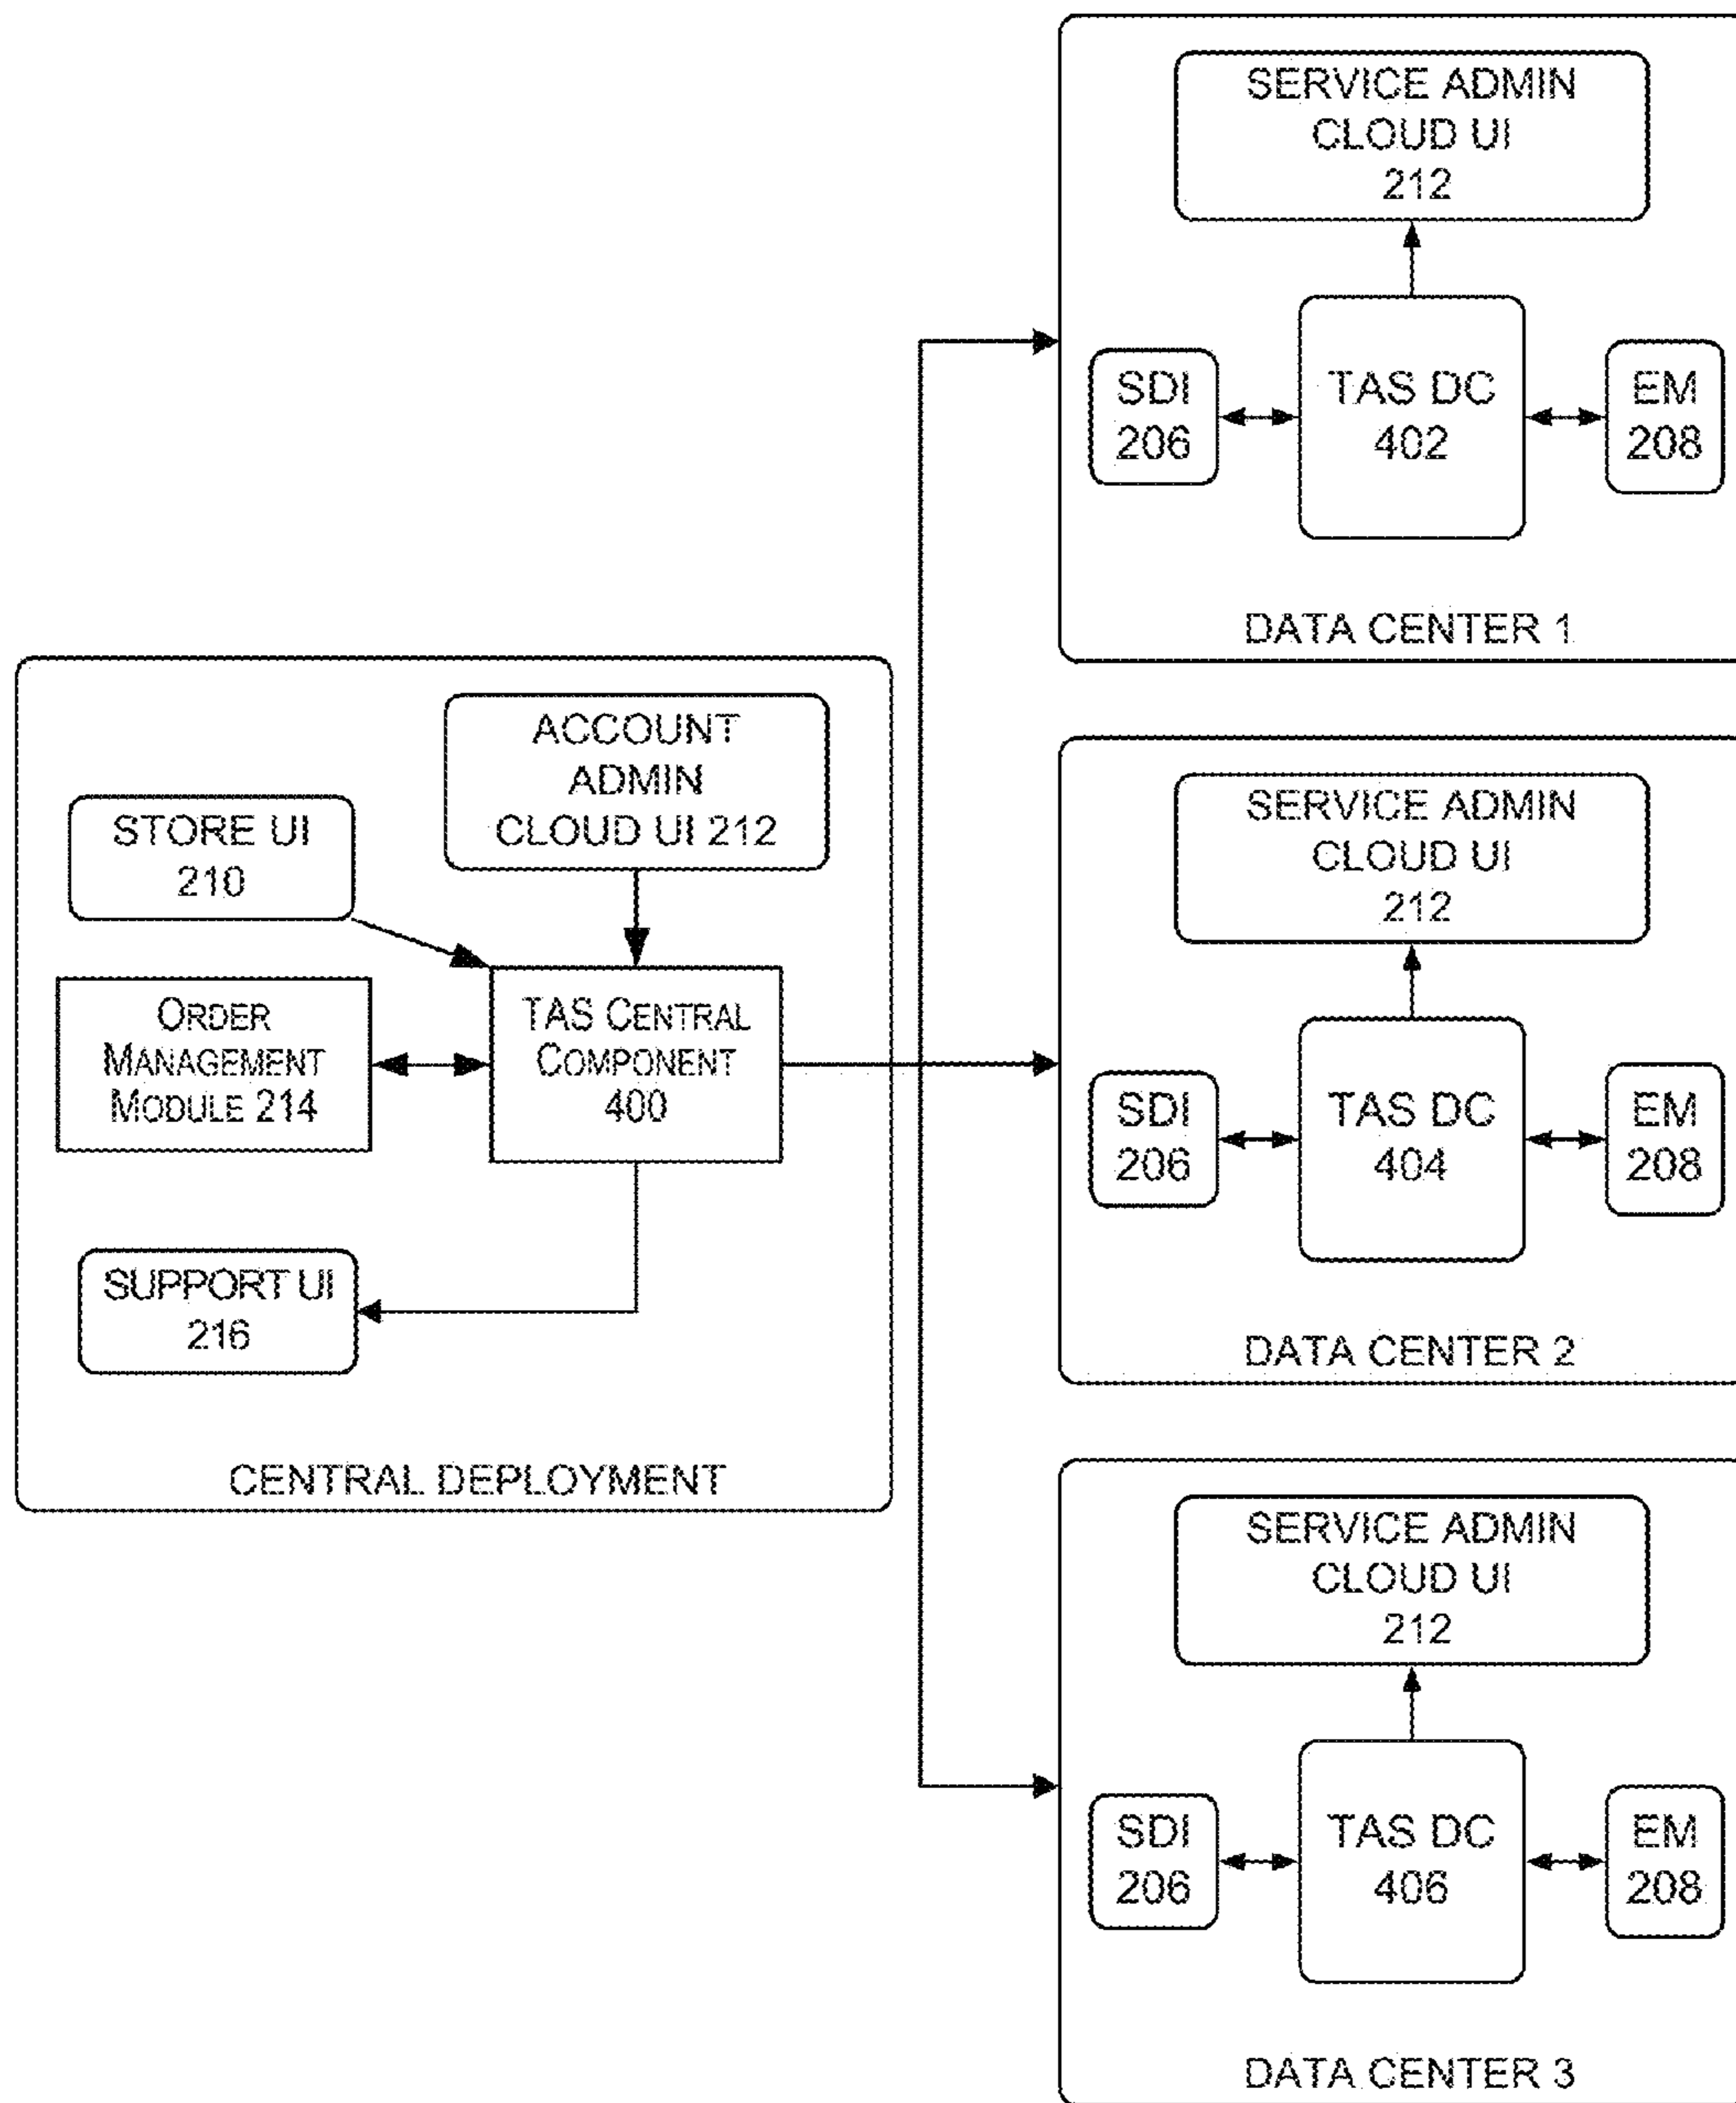 SERVICE ADMIN
CLOUD UI
212
SDI
206
TAS DC
402
EM
208
DATA CENTER 1
ACCOUNT
ADMIN
CLOUD UI 212
STORE UI
210
ORDER
MANAGEMENT
MODULE 214
TAS CENTRAL
COMPONENT
400
SUPPORT UI
216
CENTRAL DEPLOYMENT
SERVICE ADMIN
CLOUD UI
212
SDI
206
TAS DC
404
EM
208
DATA CENTER 2
SERVICE ADMIN
CLOUD UI
212
SDI
206
TAS DC
406
EM
208
DATA CENTER 3